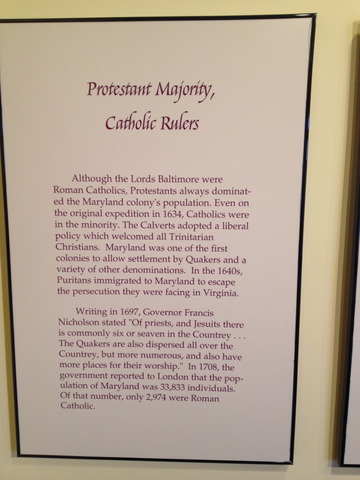 Protestant Majority,
Catholic Rulers
Although the Lords Baltimore were
Roman Catholics, Protestants always dominat-
ed the Maryland colony's population. Even on
the original expedition in 1634, Catholics were
in the minority. The Calverts adopted a liberal
policy which welcomed all Trinitarian
Christians. Maryland was one of the first
colonies to allow settlement by Quakers and a
variety of other denominations. In the 1640s,
Puritans immigrated to Maryland to escape
the persecution they were facing in Virginia.
Writing in 1697, Governor Francis
Nicholson stated "Of priests, and Jesuits there
is commonly six or seaven in the Countrey . . .
The Quakers are also dispersed all over the
Countrey, but more numerous, and also have
more places for their worship." In 1708, the
government reported to London that the pop-
ulation of Maryland was 33,833 individuals.
Of that number, only 2,974 were Roman
Catholic.